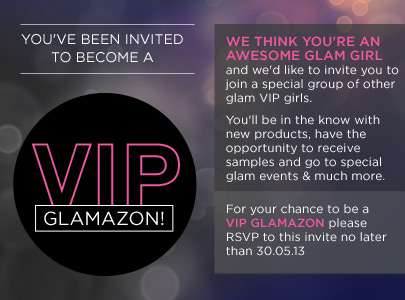 YOU'VE BEEN INVITED
TO BECOME A
VIP
GLAMAZON!
WE THINK YOU'RE AN
AWESOME GLAM GIRL
and we'd like to invite you to
join a special group of other
glam VIP girls.
You'll be in the know with
new products, have the
opportunity to receive
samples and go to special
glam events & much more.
For your chance to be a
VIP GLAMAZON please
RSVP to this invite no later
than 30.05.13